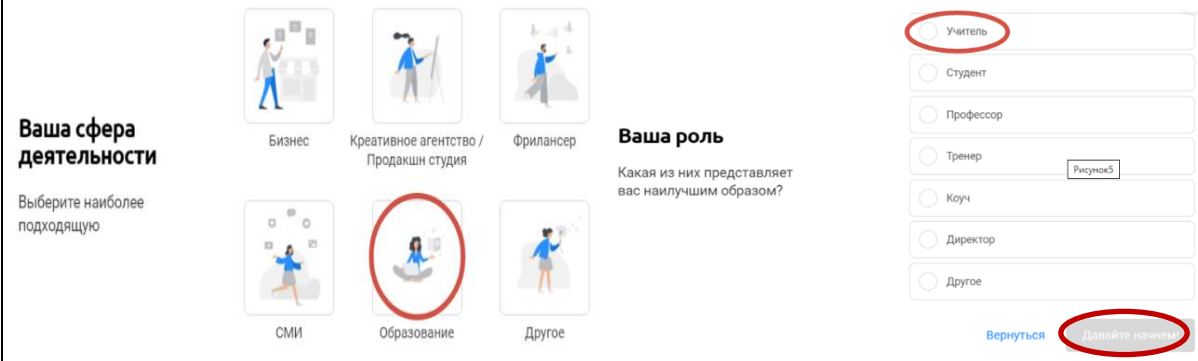 Ваша сфера
деятельности
Выберите наиболее
подходящую
Бизнес
Креативное агентство /
Продакшн студия
Фрилансер
СМИ
Образование
Другое
Ваша роль
Какая из них представляет
вас наилучшим образом?
Учитель
Студент
Профессор
Тренер
Рисунок5
Коуч
Директор
Другое
Вернуться
Давайте начнем!